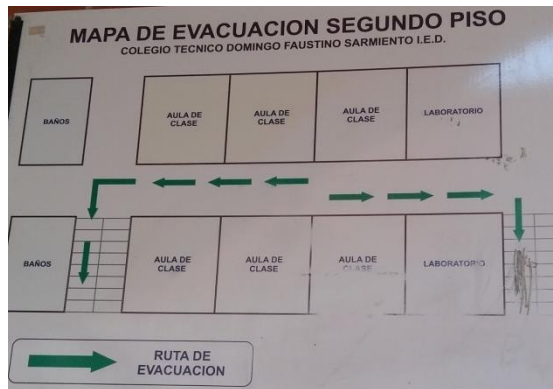 MAPA DE EVACUACION SEGUNDO PISO
COLEGIO TECNICO DOMINGO FAUSTINO SARMIENTO I.E.D.
BAÑOS
AULA DE
CLASE
AULA DE
CLASE
AULA DE
CLASE
LABORATORIO
BAÑOS
AULA DE
CLASE
AULA DE
CLASE
AULA DE
CLASE
LABORATORIO
RUTA DE
EVACUACION